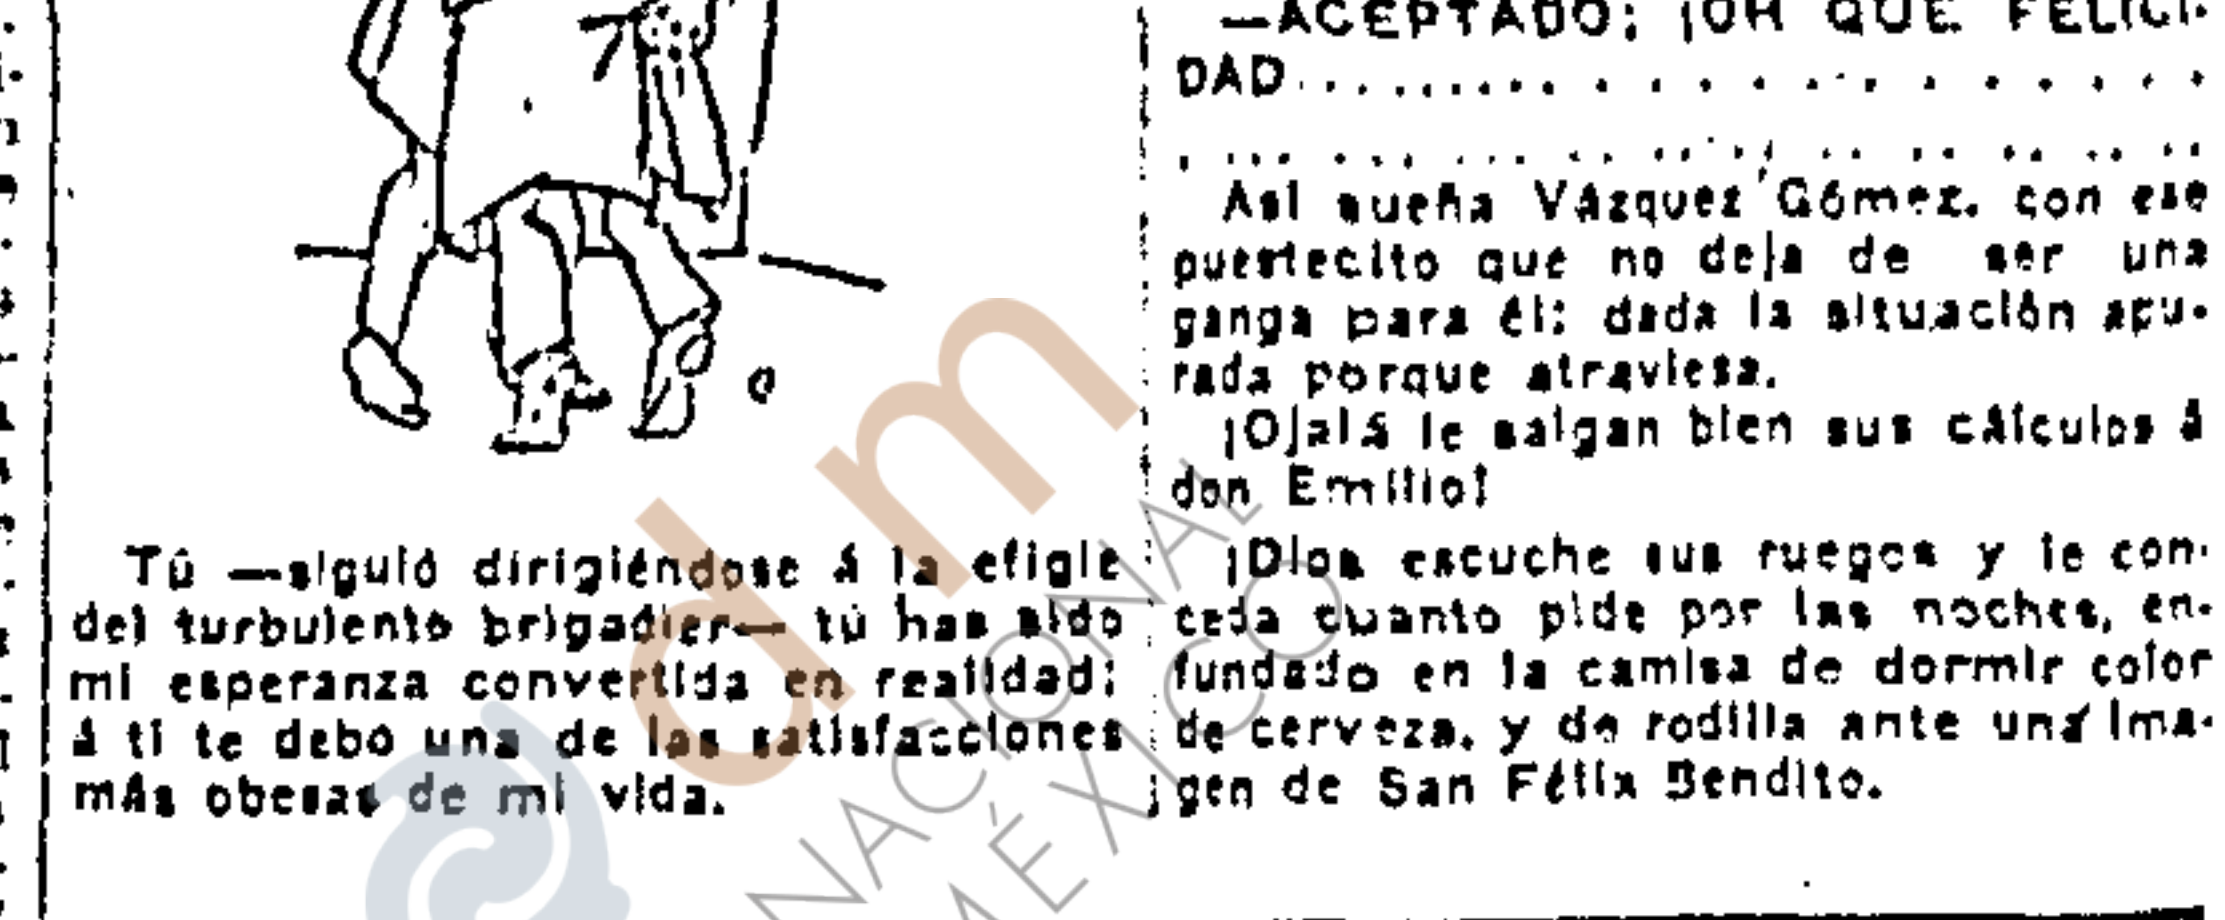 Tú —siguió dirigiéndose á la efigie
del turbulento brigadier— tú has sido
mi esperanza convertida en realidad;
á ti te debo una de las satisfacciones
más obesas de mi vida.
—ACEPTADO; ¡OH QUE FELICI-
DAD....................
Así sueña Vázquez Gómez, con ese
puestecito que no deja de ser una
ganga para él; dada la situación apu-
rada porque atraviesa.
¡Ojalá le salgan bien sus cálculos á
don Emilio!
¡Dios escuche sus ruegos y le con-
ceda cuanto pide por las noches, en-
fundado en la camisa de dormir color
de cerveza, y de rodilla ante una ima-
gen de San Félix Bendito.
dm
NACIONAL
MÉXICO